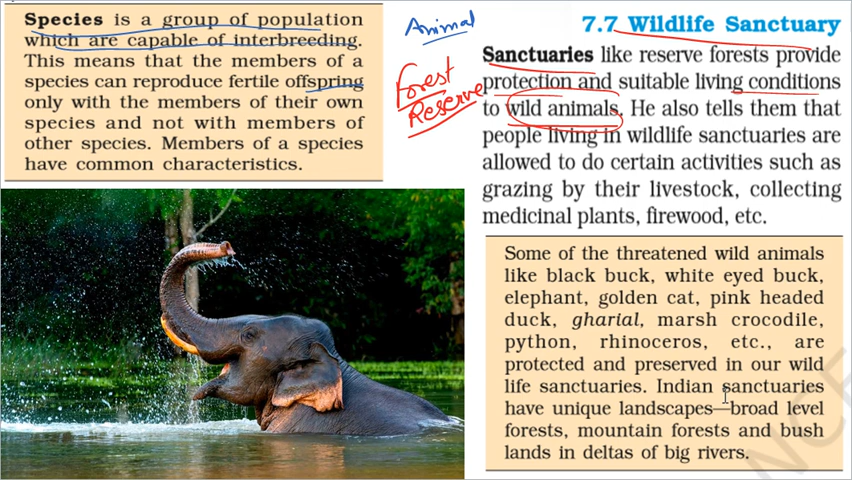 Species is a group of population
which are capable of interbreeding.
This means that the members of a
species can reproduce fertile offspring
only with the members of their own
species and not with members of
other species. Members of a species
have common characteristics.
Animal
Forest
Reserve
7.7 Wildlife Sanctuary
Sanctuaries like reserve forests provide
protection and suitable living conditions
to wild animals. He also tells them that
people living in wildlife sanctuaries are
allowed to do certain activities such as
grazing by their livestock, collecting
medicinal plants, firewood, etc.
Some of the threatened wild animals
like black buck, white eyed buck,
elephant, golden cat, pink headed
duck, gharial, marsh crocodile,
python, rhinoceros, etc., are
protected and preserved in our wild
life sanctuaries. Indian sanctuaries
have unique landscapes—broad level
forests, mountain forests and bush
lands in deltas of big rivers.